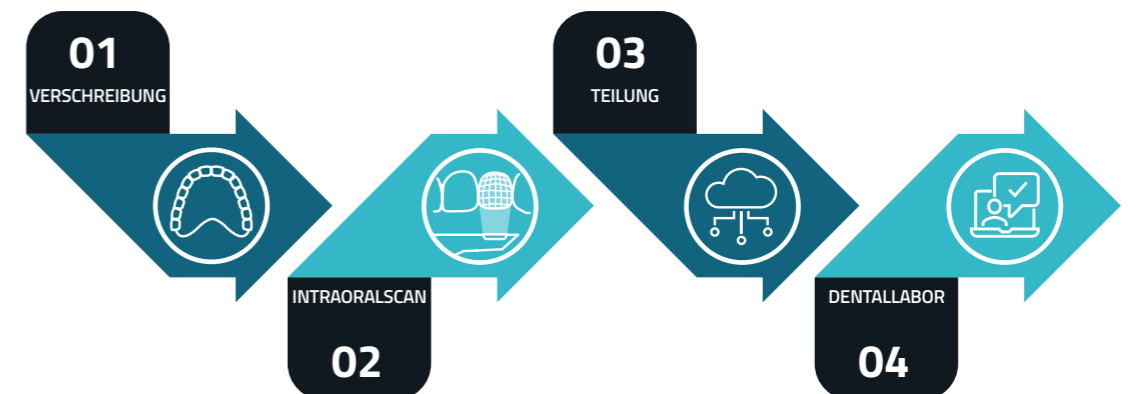 01
VERSCHREIBUNG
INTRAORALSCAN
02
03
TEILUNG
DENTALLABOR
04